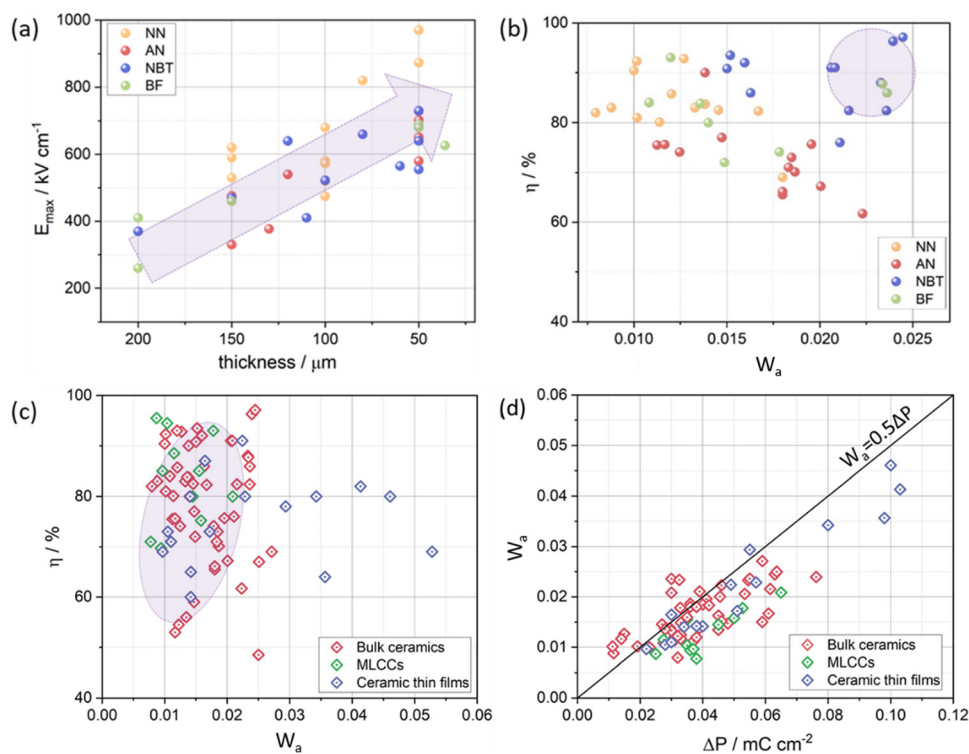 (a)
1000
800
600
400
200
E_max / kV cm⁻¹
NN
AN
NBT
BF
200 150 100 50
thickness / μm
(b)
100
80
60
40
η / %
NN
AN
NBT
BF
0.010 0.015 0.020 0.025
Wₐ
(c)
100
80
60
40
η / %
Bulk ceramics
MLCCs
Ceramic thin films
0.00 0.01 0.02 0.03 0.04 0.05 0.06
Wₐ
(d)
0.06
0.05
0.04
0.03
0.02
0.01
0.00
Wₐ
Wₐ=0.5ΔP
Bulk ceramics
MLCCs
Ceramic thin films
0.00 0.02 0.04 0.06 0.08 0.10 0.12
ΔP / mC cm⁻²